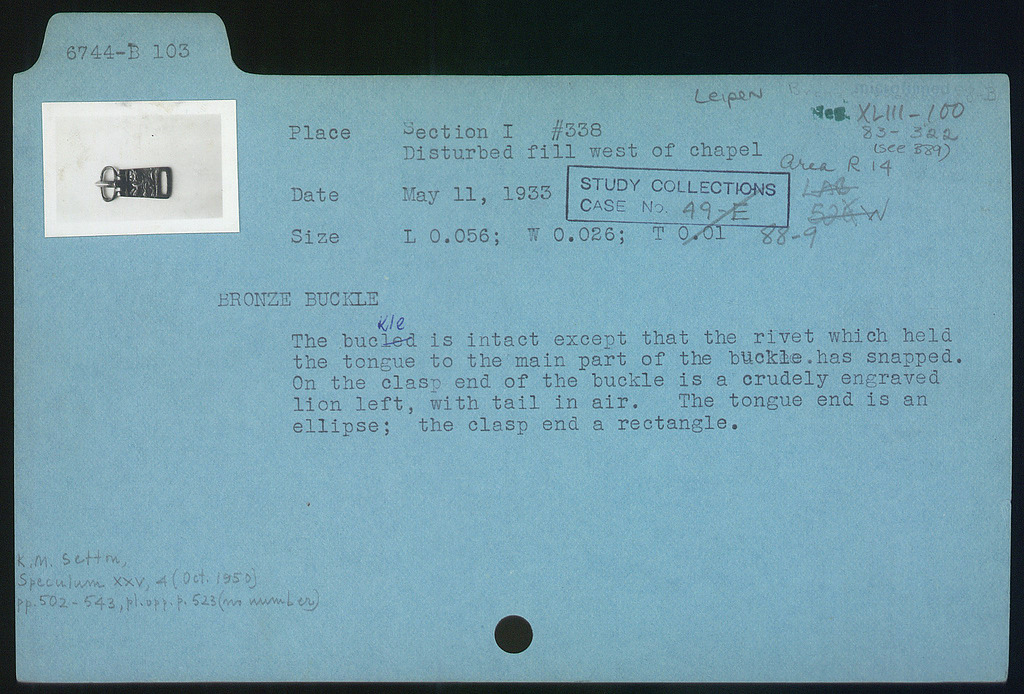 6744-B 103
Leipen
Neg. XLIII-100
83-322
(see 889)
Place Section I #338
Disturbed fill west of chapel
Area R 14
Date May 11, 1933
STUDY COLLECTIONS
CASE No. 49-E
LAB
Size L 0.056; W 0.026; T 0.01
88-9
BRONZE BUCKLE
kle
The bucled is intact except that the rivet which held
the tongue to the main part of the buckle.has snapped.
On the clasp end of the buckle is a crudely engraved
lion left, with tail in air. The tongue end is an
ellipse; the clasp end a rectangle.
K.M. Setton,
Speculum XXV, 4 (Oct. 1950)
pp. 502-543, pl. opp. p. 523 (no number)